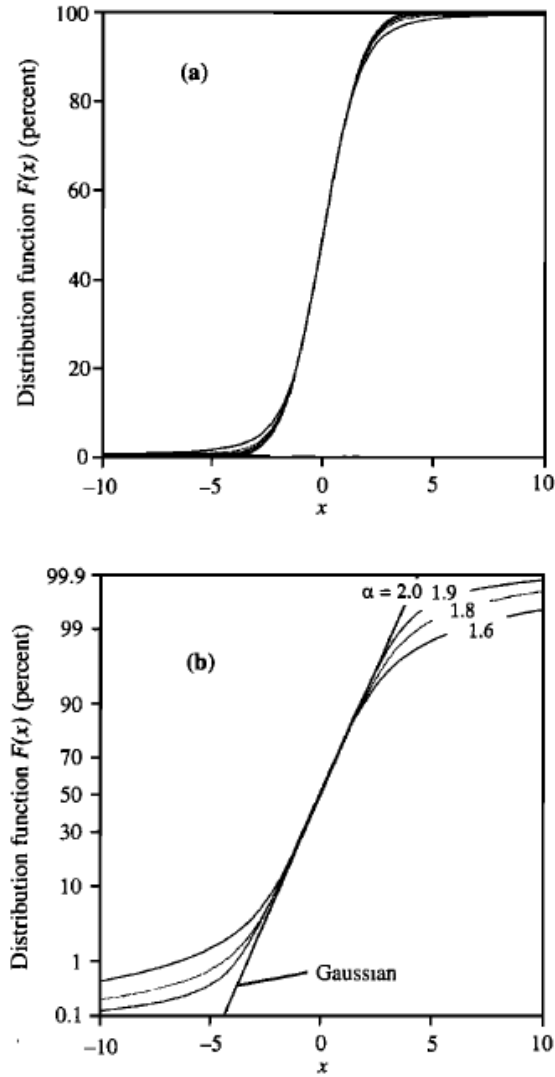 100
(a)
80
60
40
20
0
Distribution function F(x) (percent)
−10 −5 0 5 10
x
99.9
α = 2.0 1.9
1.8
99
1.6
(b)
90
70
50
30
10
1
Gaussian
0.1
Distribution function F(x) (percent)
−10 −5 0 5 10
x